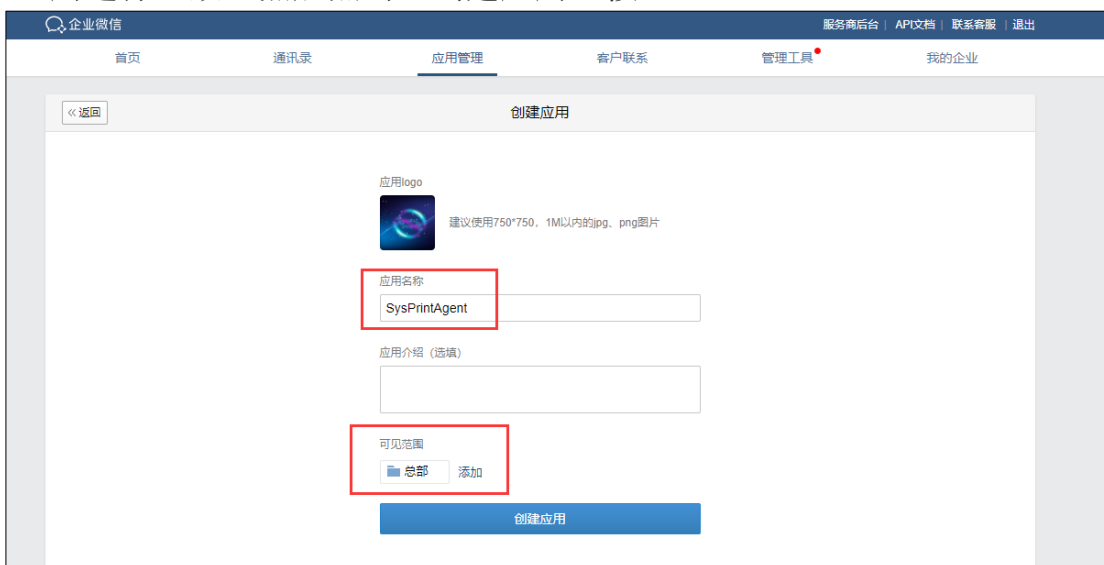 企业微信
服务商后台 | API文档 | 联系客服 | 退出
首页 通讯录 应用管理 客户联系 管理工具 我的企业
«返回
创建应用
应用logo
建议使用750*750，1M以内的jpg、png图片
应用名称
SysPrintAgent
应用介绍（选填）
可见范围
总部 添加
创建应用